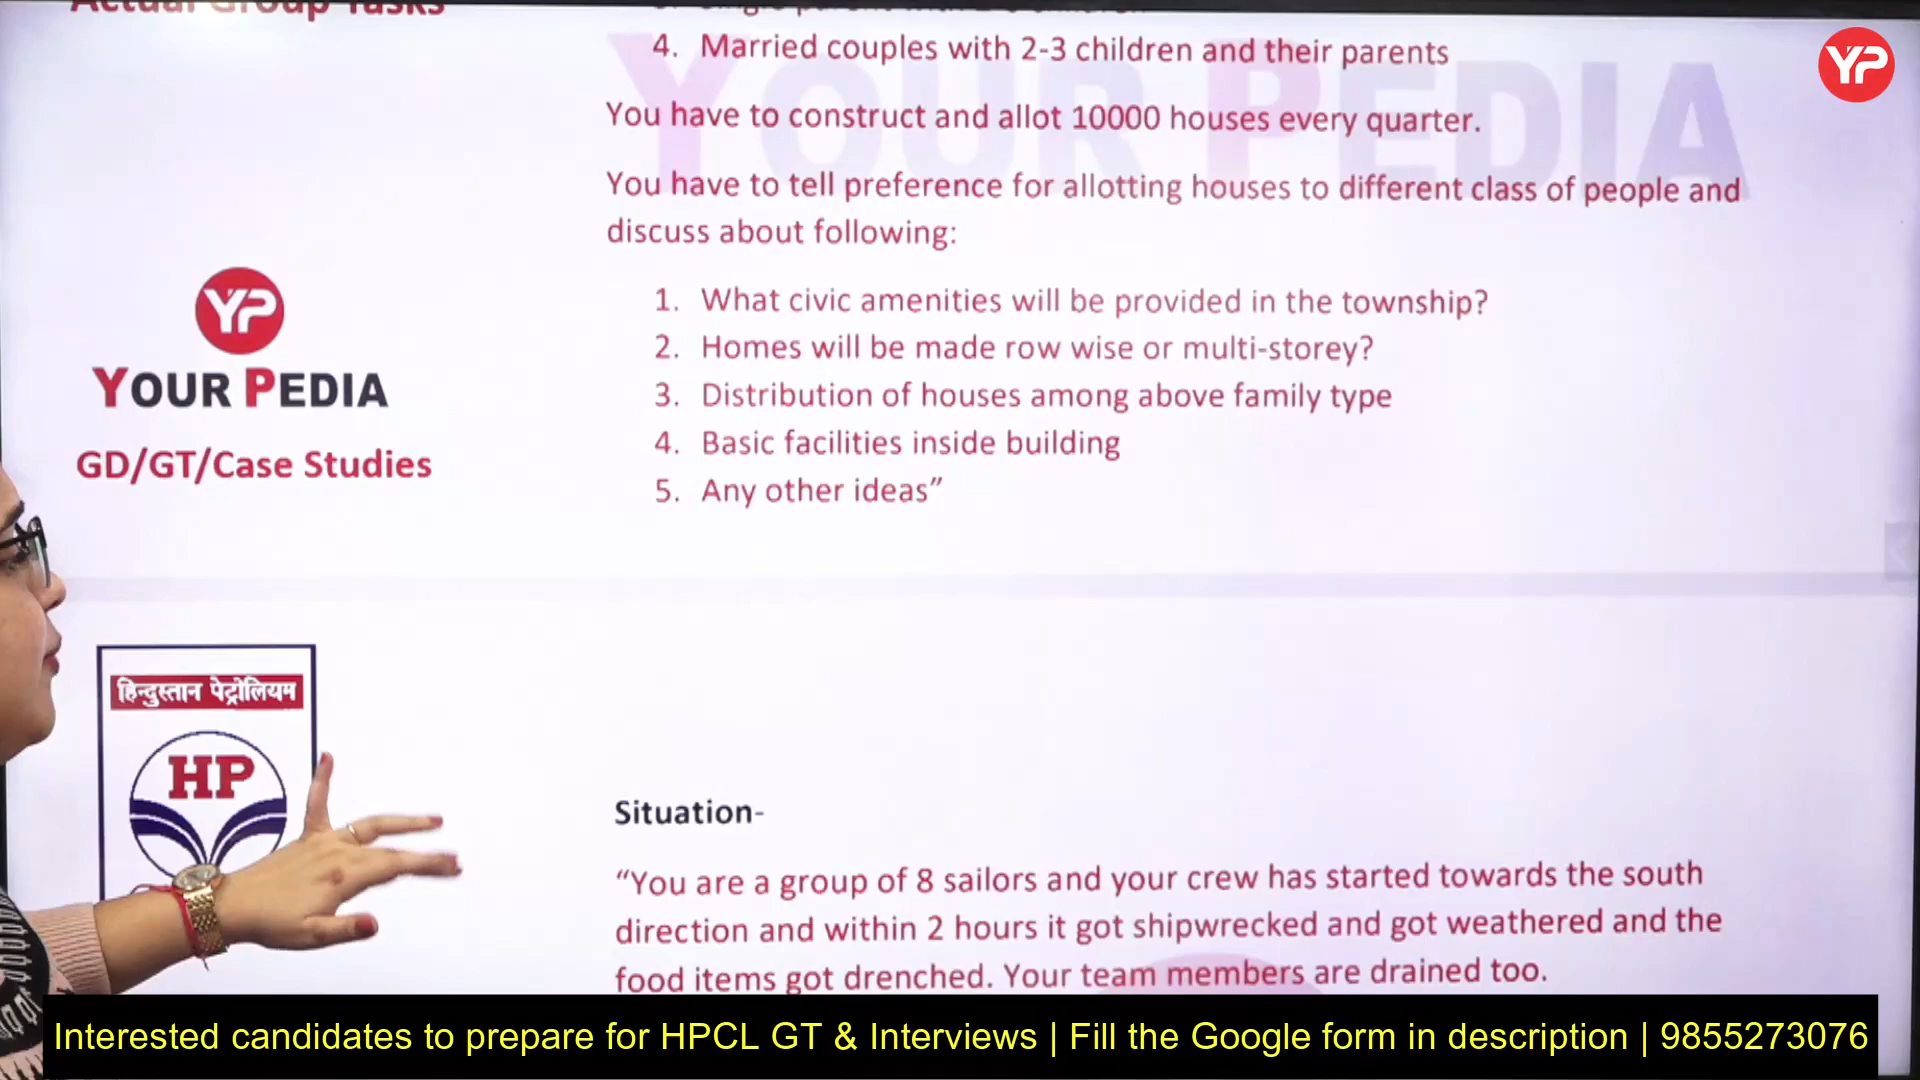 Actual Group Tasks
4. Married couples with 2-3 children and their parents
YP
You have to construct and allot 10000 houses every quarter.
You have to tell preference for allotting houses to different class of people and
discuss about following:
1. What civic amenities will be provided in the township?
2. Homes will be made row wise or multi-storey?
3. Distribution of houses among above family type
4. Basic facilities inside building
5. Any other ideas”
YP
YOUR PEDIA
GD/GT/Case Studies
YOUR PEDIA
हिन्दुस्तान पेट्रोलियम
HP
Situation-
“You are a group of 8 sailors and your crew has started towards the south
direction and within 2 hours it got shipwrecked and got weathered and the
food items got drenched. Your team members are drained too.
Interested candidates to prepare for HPCL GT & Interviews | Fill the Google form in description | 9855273076